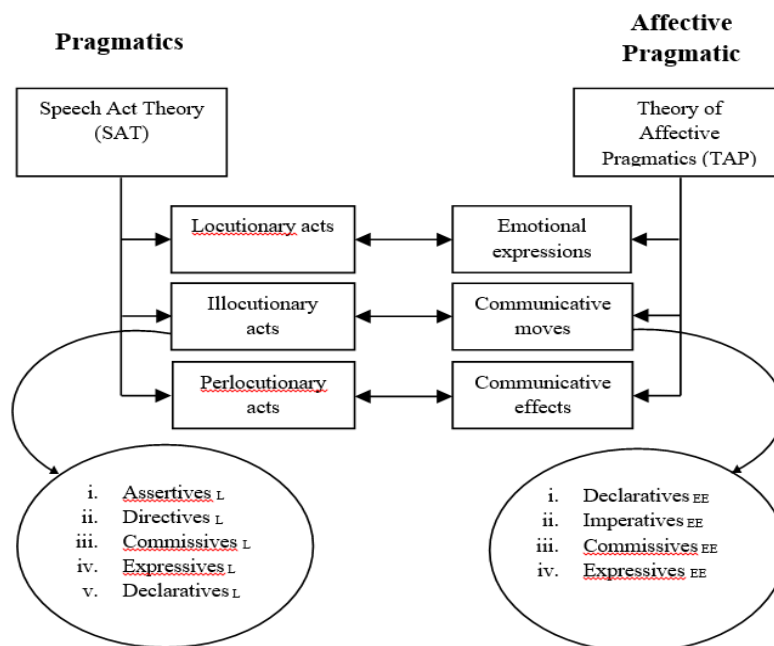 Pragmatics
Affective
Pragmatic
Speech Act Theory
(SAT)
Theory of
Affective
Pragmatics (TAP)
Locutionary acts
Emotional
expressions
Illocutionary
acts
Communicative
moves
Perlocutionary
acts
Communicative
effects
i. Assertives L
ii. Directives L
iii. Commissives L
iv. Expressives L
v. Declaratives L
i. Declaratives EE
ii. Imperatives EE
iii. Commissives EE
iv. Expressives EE